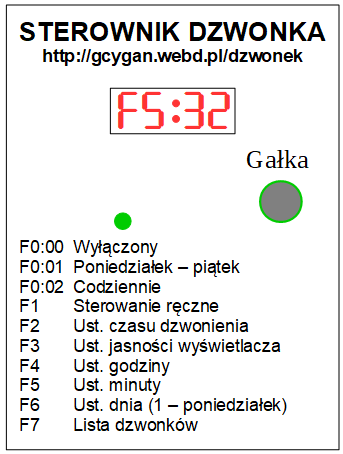 STEROWNIK DZWONKA
http://gcygan.webd.pl/dzwonek
F5:32
Gałka
F0:00 Wyłączony
F0:01 Poniedziałek – piątek
F0:02 Codziennie
F1 Sterowanie ręczne
F2 Ust. czasu dzwonienia
F3 Ust. jasności wyświetlacza
F4 Ust. godziny
F5 Ust. minuty
F6 Ust. dnia (1 – poniedziałek)
F7 Lista dzwonków